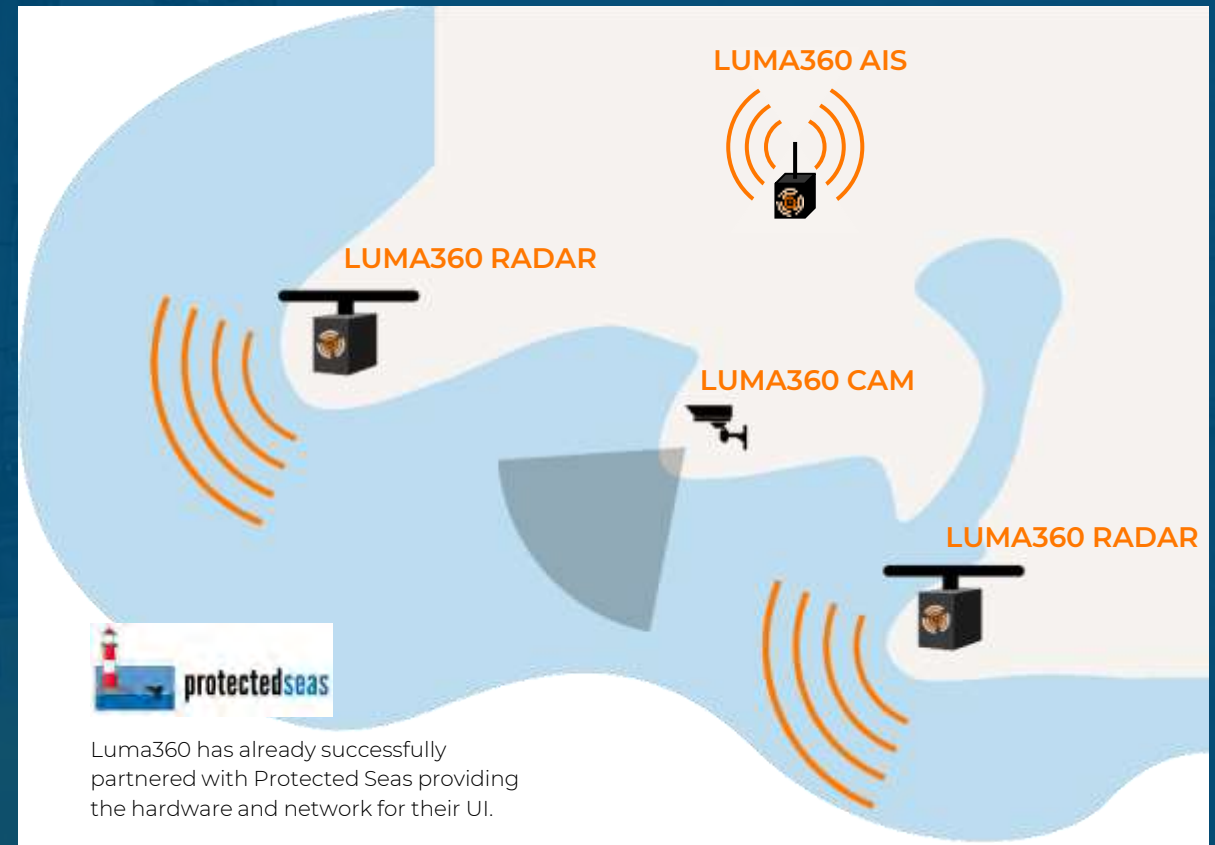 LUMA360 AIS
LUMA360 RADAR
LUMA360 CAM
LUMA360 RADAR
protectedseas
Luma360 has already successfully
partnered with Protected Seas providing
the hardware and network for their UI.